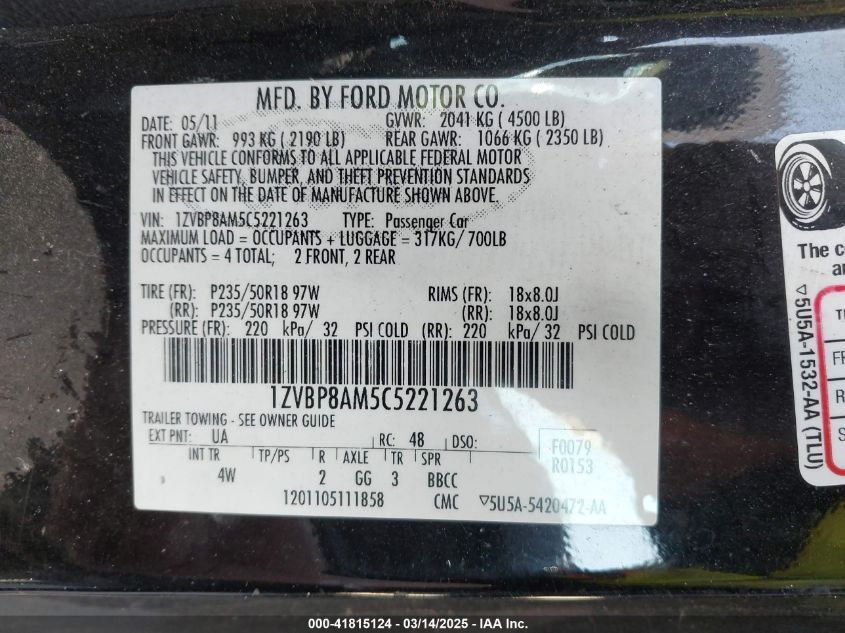 MFD. BY FORD MOTOR CO.
DATE: 05/11 GVWR: 2041 KG ( 4500 LB)
FRONT GAWR: 993 KG ( 2190 LB) REAR GAWR: 1066 KG ( 2350 LB)
THIS VEHICLE CONFORMS TO ALL APPLICABLE FEDERAL MOTOR
VEHICLE SAFETY, BUMPER, AND THEFT PREVENTION STANDARDS
IN EFFECT ON THE DATE OF MANUFACTURE SHOWN ABOVE.
VIN: 1ZVBP8AM5C5221263 TYPE: Passenger Car
MAXIMUM LOAD = OCCUPANTS + LUGGAGE = 317KG/ 700LB
OCCUPANTS = 4 TOTAL; 2 FRONT, 2 REAR
TIRE (FR): P235/50R18 97W RIMS (FR): 18x8.0J
(RR): P235/50R18 97W (RR): 18x8.0J
PRESSURE (FR): 220 kPa/ 32 PSI COLD (RR): 220 kPa/ 32 PSI COLD
1ZVBP8AM5C5221263
TRAILER TOWING - SEE OWNER GUIDE
EXT PNT: UA RC: 48 DSO: F0079
R0153
INT TR TP/PS R AXLE TR SPR
4W 2 GG 3 BBCC
1201105111858 CMC ▽5U5A-5420472-AA
The c
a
▽5U5A-1532-AA (TLU)
T
F
R
S
000-41815124 - 03/14/2025 - IAA Inc.